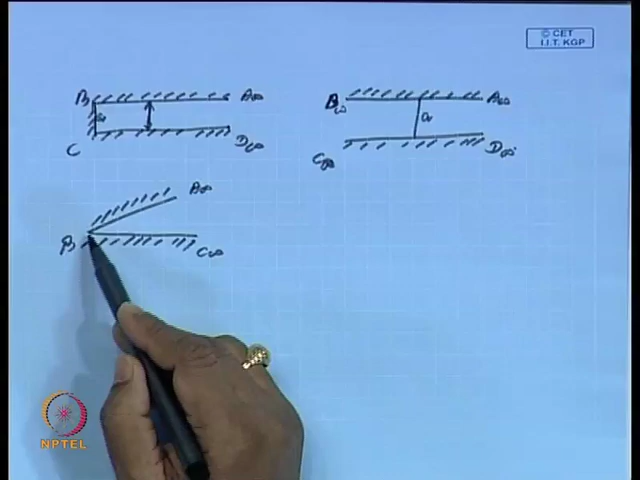 © CET
I.I.T. KGP
B A∞ B∞ A∞
a a
C D∞ C∞ D∞
A∞
B C∞
NPTEL